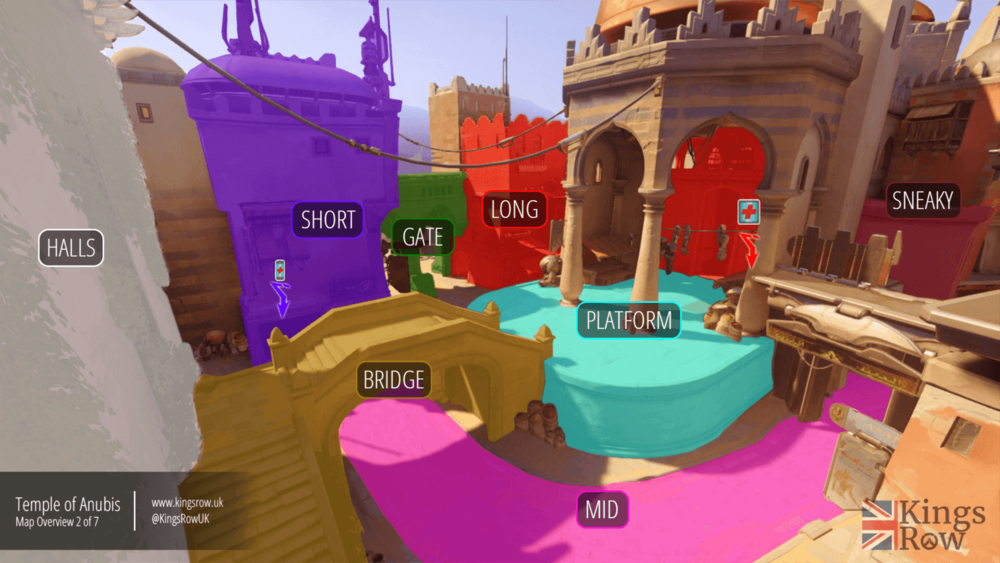 HALLS
SHORT
GATE
LONG
SNEAKY
PLATFORM
BRIDGE
MID
Temple of Anubis
Map Overview 2 of 7
www.kingsrow.uk
@KingsRowUK
Kings
Row